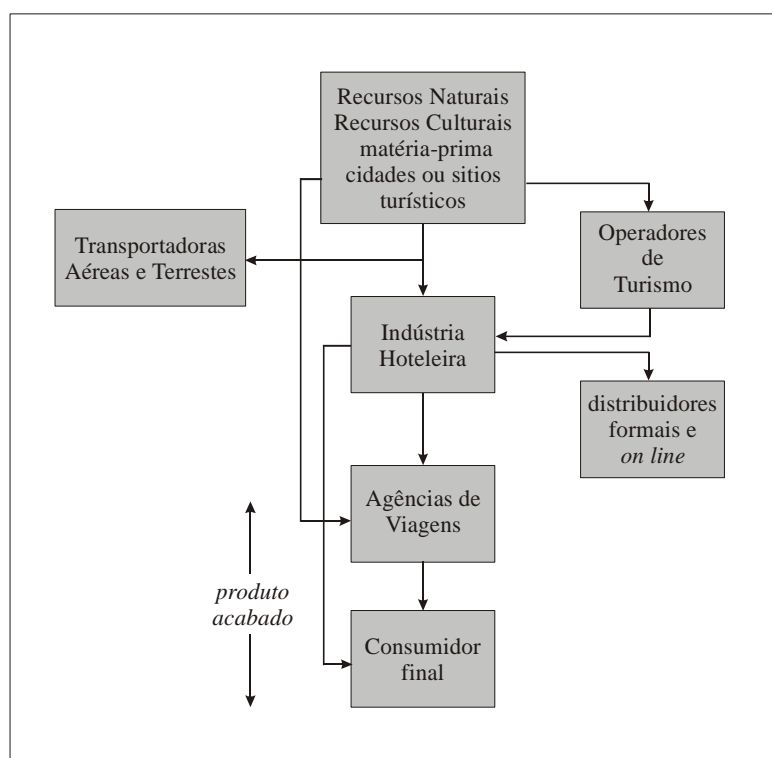 Recursos Naturais
Recursos Culturais
matéria-prima
cidades ou sitios
turísticos
Transportadoras
Aéreas e Terrestes
Operadores
de
Turismo
Indústria
Hoteleira
distribuidores
formais e
on line
Agências de
Viagens
produto
acabado
Consumidor
final